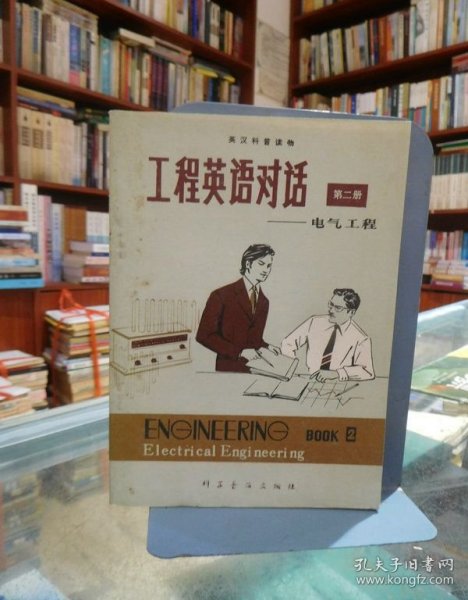 英汉科普读物
工程英语对话
第二册
——电气工程
ENGINEERING BOOK 2
Electrical Engineering
科学普及出版社
孔夫子旧书网
www.kongfz.com